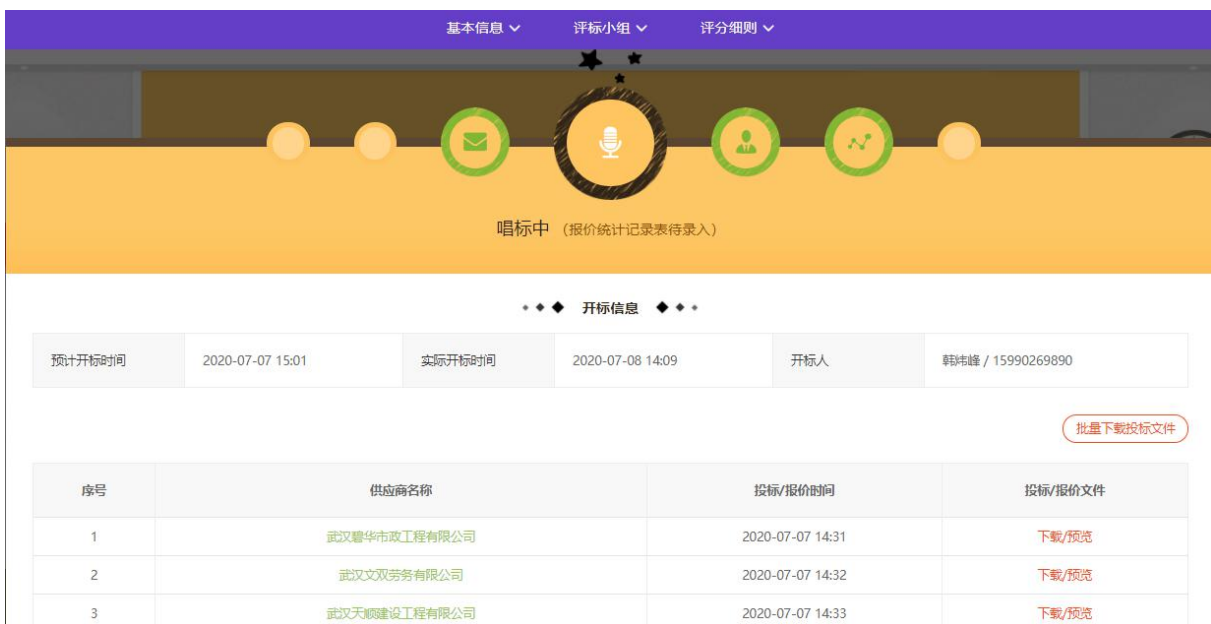 基本信息 评标小组 评分细则
唱标中 (报价统计记录表待录入)
开标信息
预计开标时间 2020-07-07 15:01 实际开标时间 2020-07-08 14:09 开标人 韩炜峰 / 15990269890
批量下载投标文件
序号 供应商名称 投标/报价时间 投标/报价文件
1 武汉碧华市政工程有限公司 2020-07-07 14:31 下载/预览
2 武汉文双劳务有限公司 2020-07-07 14:32 下载/预览
3 武汉天顺建设工程有限公司 2020-07-07 14:33 下载/预览